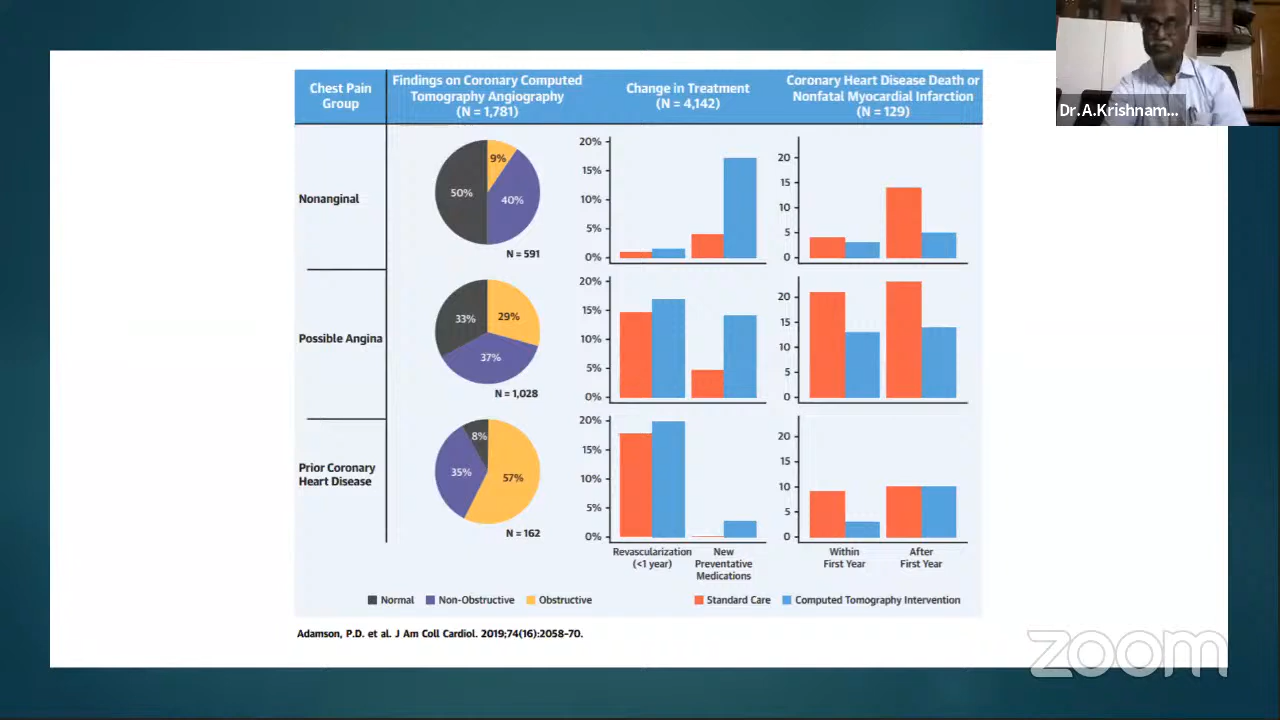 Dr.A.Krishnam...
Chest Pain
Group
Findings on Coronary Computed
Tomography Angiography
(N = 1,781)
Change in Treatment
(N = 4,142)
Coronary Heart Disease Death or
Nonfatal Myocardial Infarction
(N = 129)
Nonanginal
9%
50%
40%
N = 591
20%
15%
10%
5%
0%
20
15
10
5
0
Possible Angina
33%
29%
37%
N = 1,028
20%
15%
10%
5%
0%
20
15
10
5
0
Prior Coronary
Heart Disease
8%
35%
57%
N = 162
20%
15%
10%
5%
0%
20
15
10
5
0
Revascularization
(<1 year)
New
Preventative
Medications
Within
First Year
After
First Year
Normal
Non-Obstructive
Obstructive
Standard Care
Computed Tomography Intervention
Adamson, P.D. et al. J Am Coll Cardiol. 2019;74(16):2058-70.
zoom